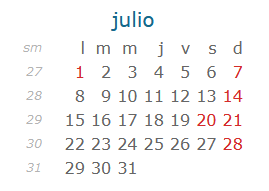 julio
sm l m m j v s d
27 1 2 3 4 5 6 7
28 8 9 10 11 12 13 14
29 15 16 17 18 19 20 21
30 22 23 24 25 26 27 28
31 29 30 31